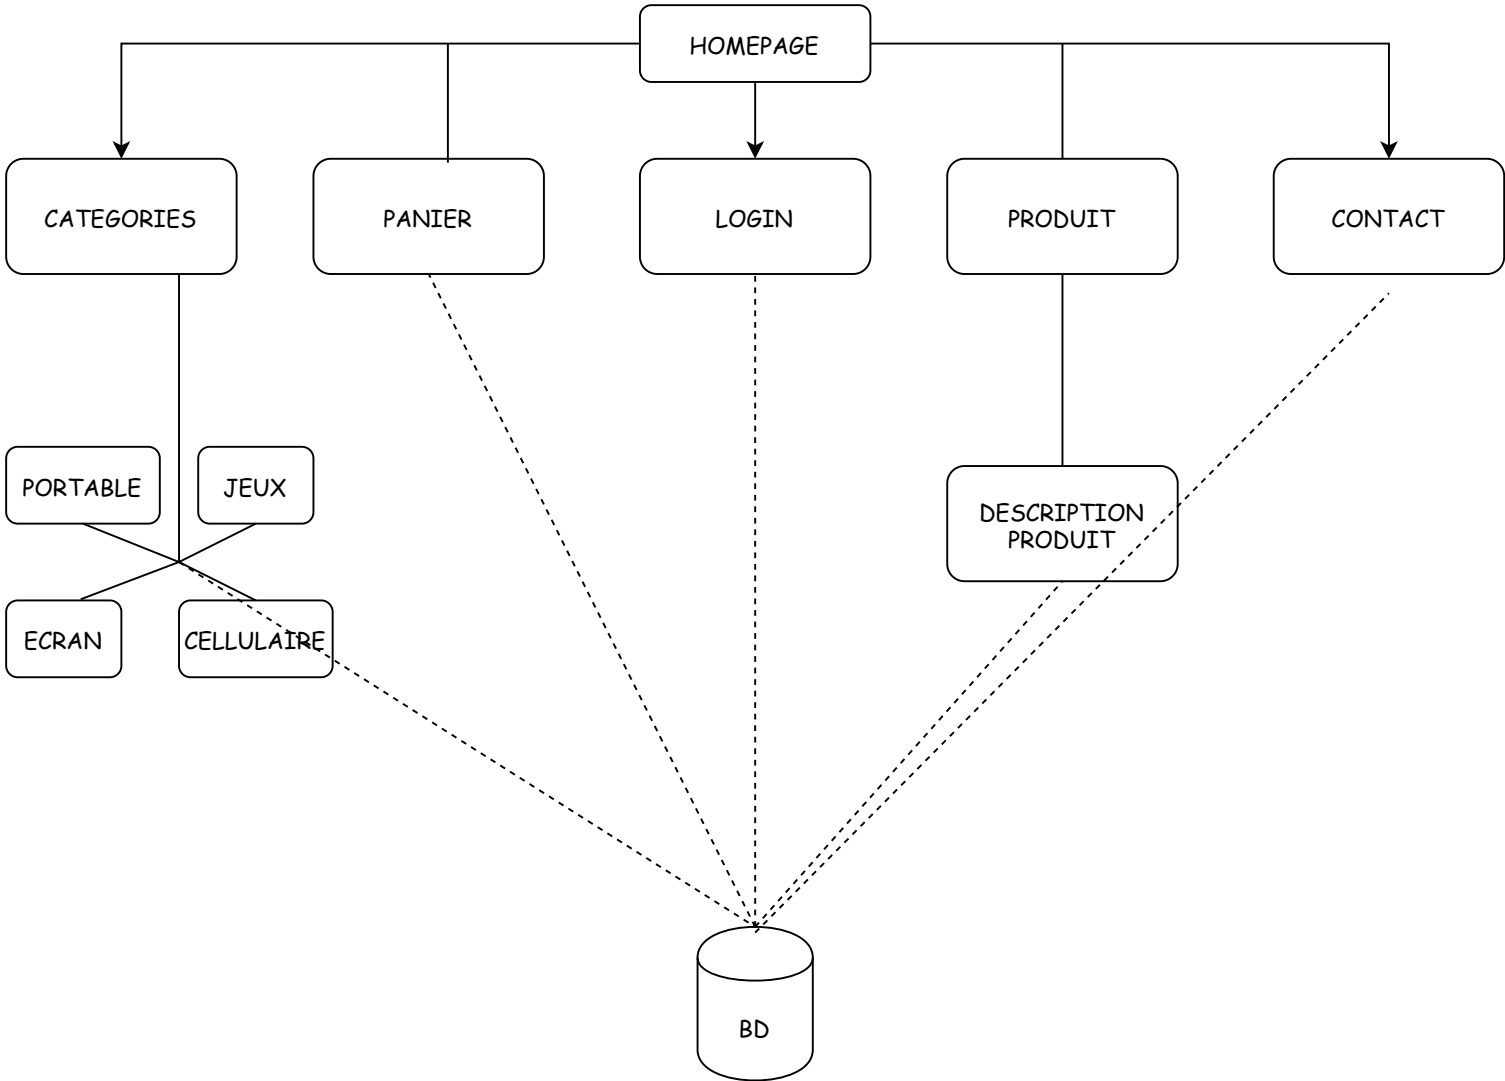 HOMEPAGE
CATEGORIES
PANIER
LOGIN
PRODUIT
CONTACT
PORTABLE
JEUX
DESCRIPTION
PRODUIT
ECRAN
CELLULAIRE
BD